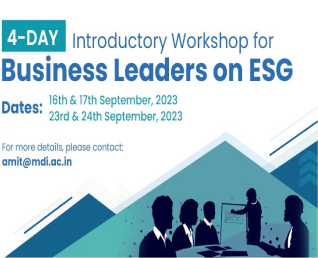 4-DAY Introductory Workshop for
Business Leaders on ESG
Dates: 16th & 17th September, 2023
23rd & 24th September, 2023
For more details, please contact:
amit@mdi.ac.in